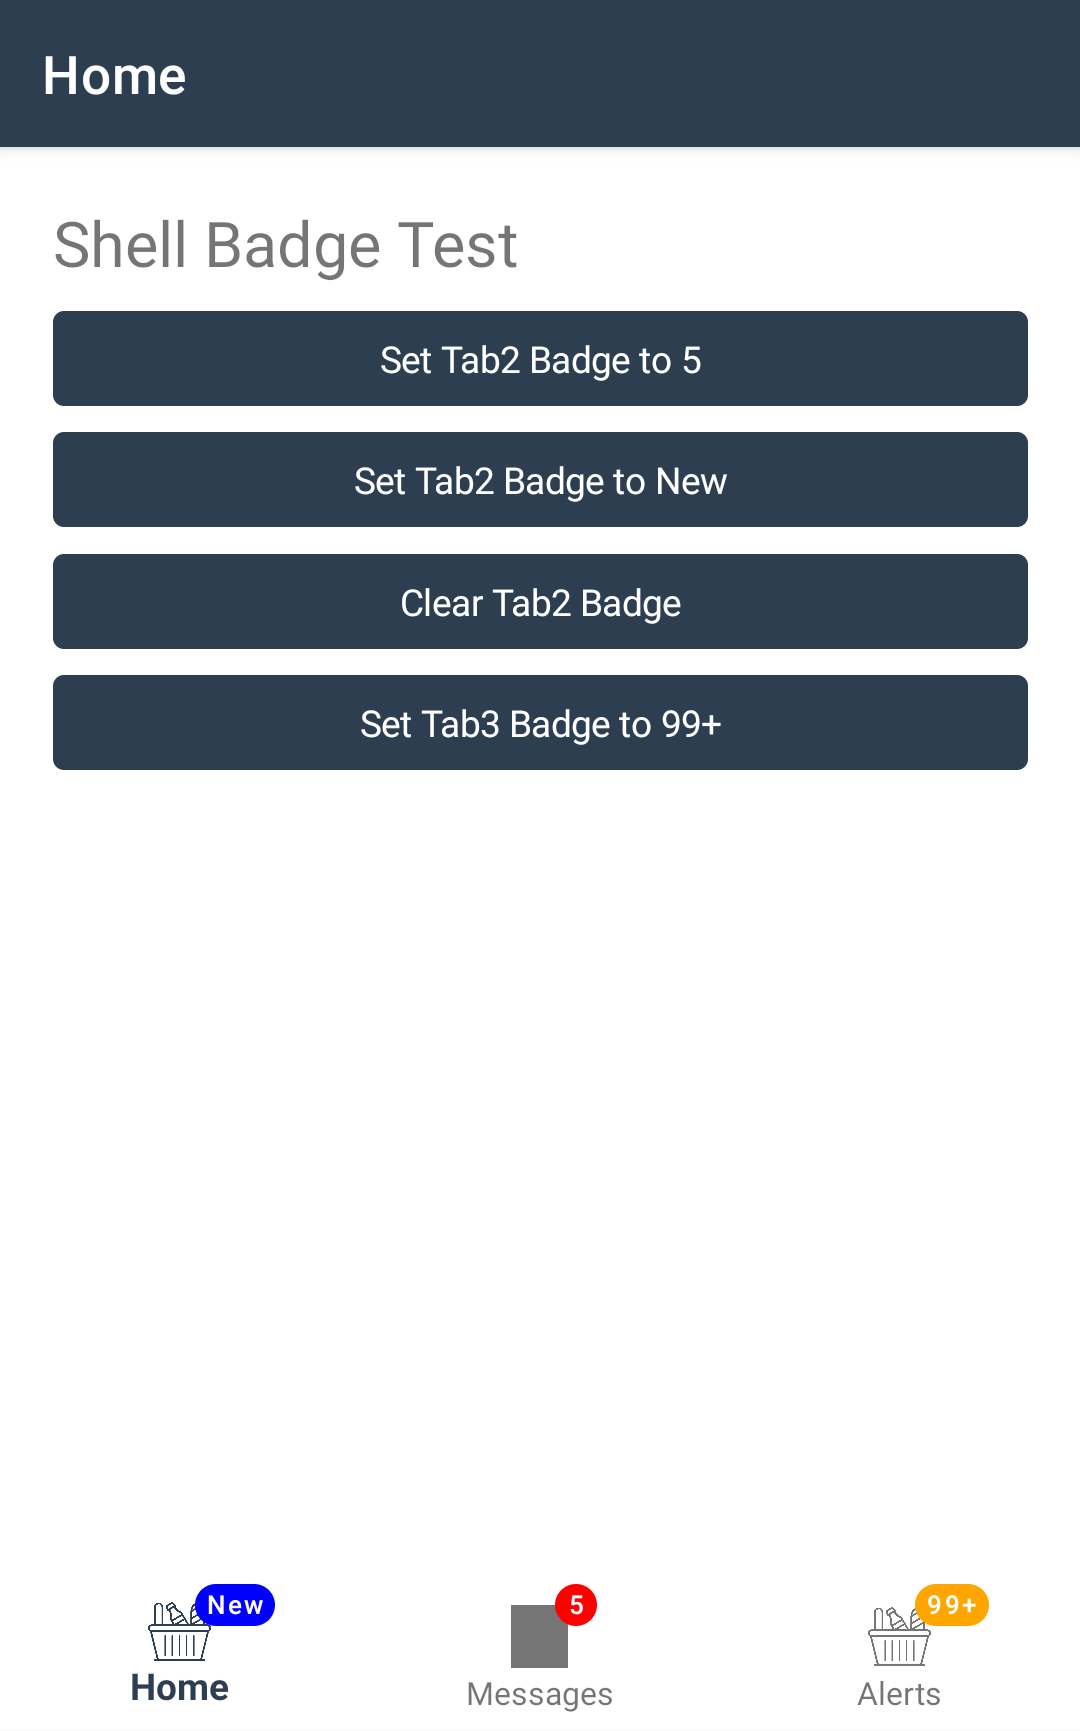 Home
Shell Badge Test
Set Tab2 Badge to 5
Set Tab2 Badge to New
Clear Tab2 Badge
Set Tab3 Badge to 99+
New
5
99+
Home
Messages
Alerts